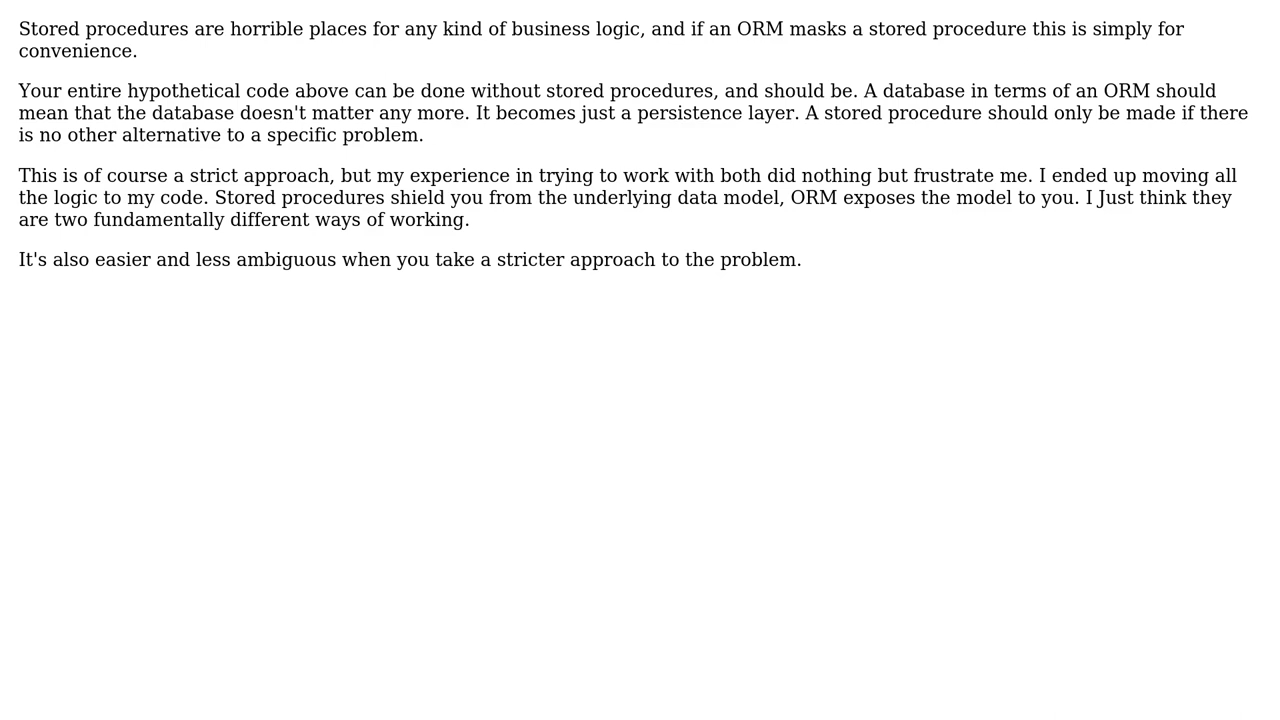 Stored procedures are horrible places for any kind of business logic, and if an ORM masks a stored procedure this is simply for
convenience.
Your entire hypothetical code above can be done without stored procedures, and should be. A database in terms of an ORM should
mean that the database doesn't matter any more. It becomes just a persistence layer. A stored procedure should only be made if there
is no other alternative to a specific problem.
This is of course a strict approach, but my experience in trying to work with both did nothing but frustrate me. I ended up moving all
the logic to my code. Stored procedures shield you from the underlying data model, ORM exposes the model to you. I Just think they
are two fundamentally different ways of working.
It's also easier and less ambiguous when you take a stricter approach to the problem.